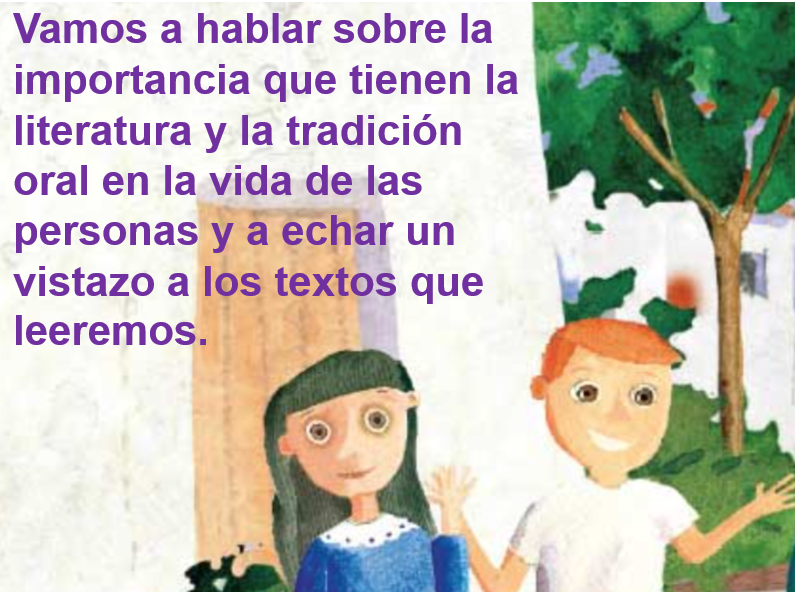 Vamos a hablar sobre la
importancia que tienen la
literatura y la tradición
oral en la vida de las
personas y a echar un
vistazo a los textos que
leeremos.